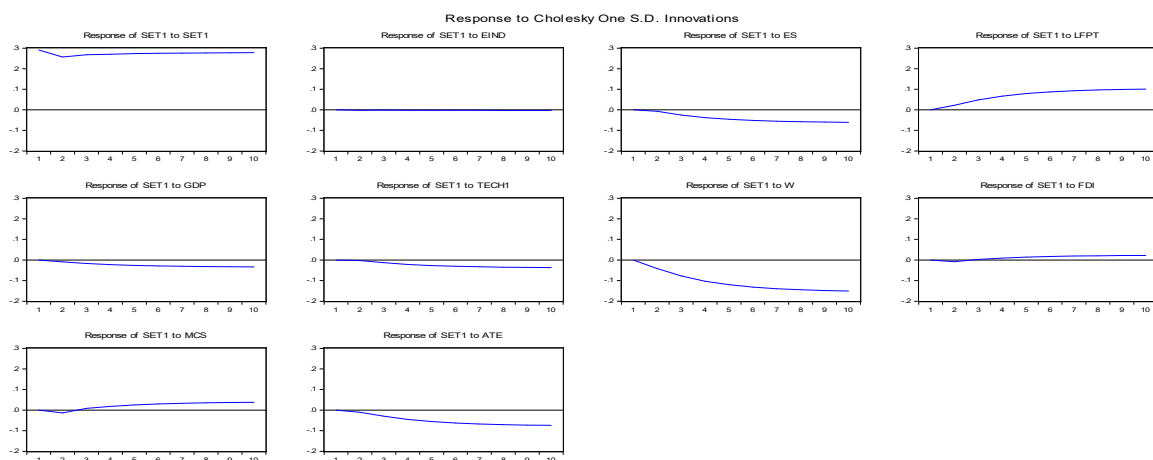 Response to Cholesky One S.D. Innovations
Response of SET1 to SET1
.3
.2
.1
.0
-.1
-.2
1 2 3 4 5 6 7 8 9 10
Response of SET1 to EIND
.3
.2
.1
.0
-.1
-.2
1 2 3 4 5 6 7 8 9 10
Response of SET1 to ES
.3
.2
.1
.0
-.1
-.2
1 2 3 4 5 6 7 8 9 10
Response of SET1 to LFPT
.3
.2
.1
.0
-.1
-.2
1 2 3 4 5 6 7 8 9 10
Response of SET1 to GDP
.3
.2
.1
.0
-.1
-.2
1 2 3 4 5 6 7 8 9 10
Response of SET1 to TECH1
.3
.2
.1
.0
-.1
-.2
1 2 3 4 5 6 7 8 9 10
Response of SET1 to W
.3
.2
.1
.0
-.1
-.2
1 2 3 4 5 6 7 8 9 10
Response of SET1 to FDI
.3
.2
.1
.0
-.1
-.2
1 2 3 4 5 6 7 8 9 10
Response of SET1 to MCS
.3
.2
.1
.0
-.1
-.2
1 2 3 4 5 6 7 8 9 10
Response of SET1 to ATE
.3
.2
.1
.0
-.1
-.2
1 2 3 4 5 6 7 8 9 10